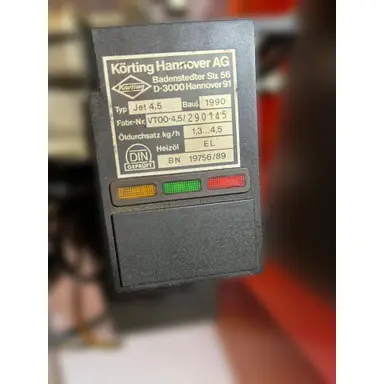 Körting Hannover AG
Körting
Badenstedter Str. 56
D-3000 Hannover 91
Typ Jet 4.5 Bauj. 1990
Fabr.-Nr. VT00-4,5/290145
Öldurchsatz kg/h 1,3...4,5
Heizöl EL
DIN
GEPRÜFT
BN 19756/89